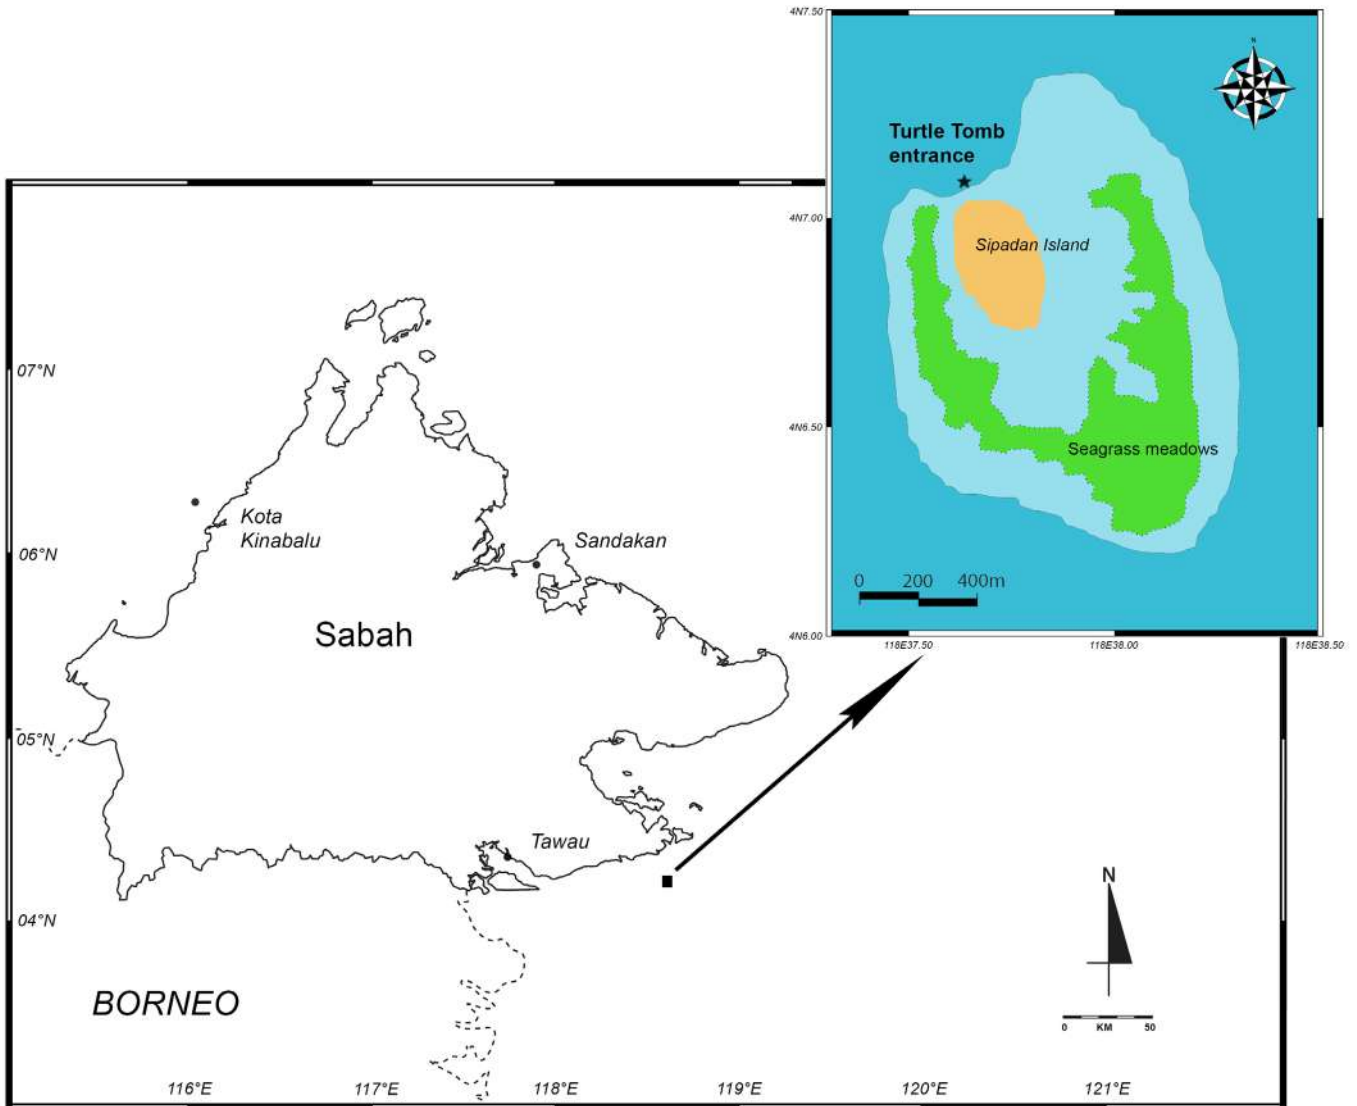 4N7.50
N
Turtle Tomb
entrance
4N7.00
Sipadan Island
4N6.50
Seagrass meadows
0 200 400m
4N6.00
118E37.50 118E38.00 118E38.50
07°N
Kota
Kinabalu
06°N
Sandakan
Sabah
05°N
Tawau
N
04°N
BORNEO
0 KM 50
116°E 117°E 118°E 119°E 120°E 121°E